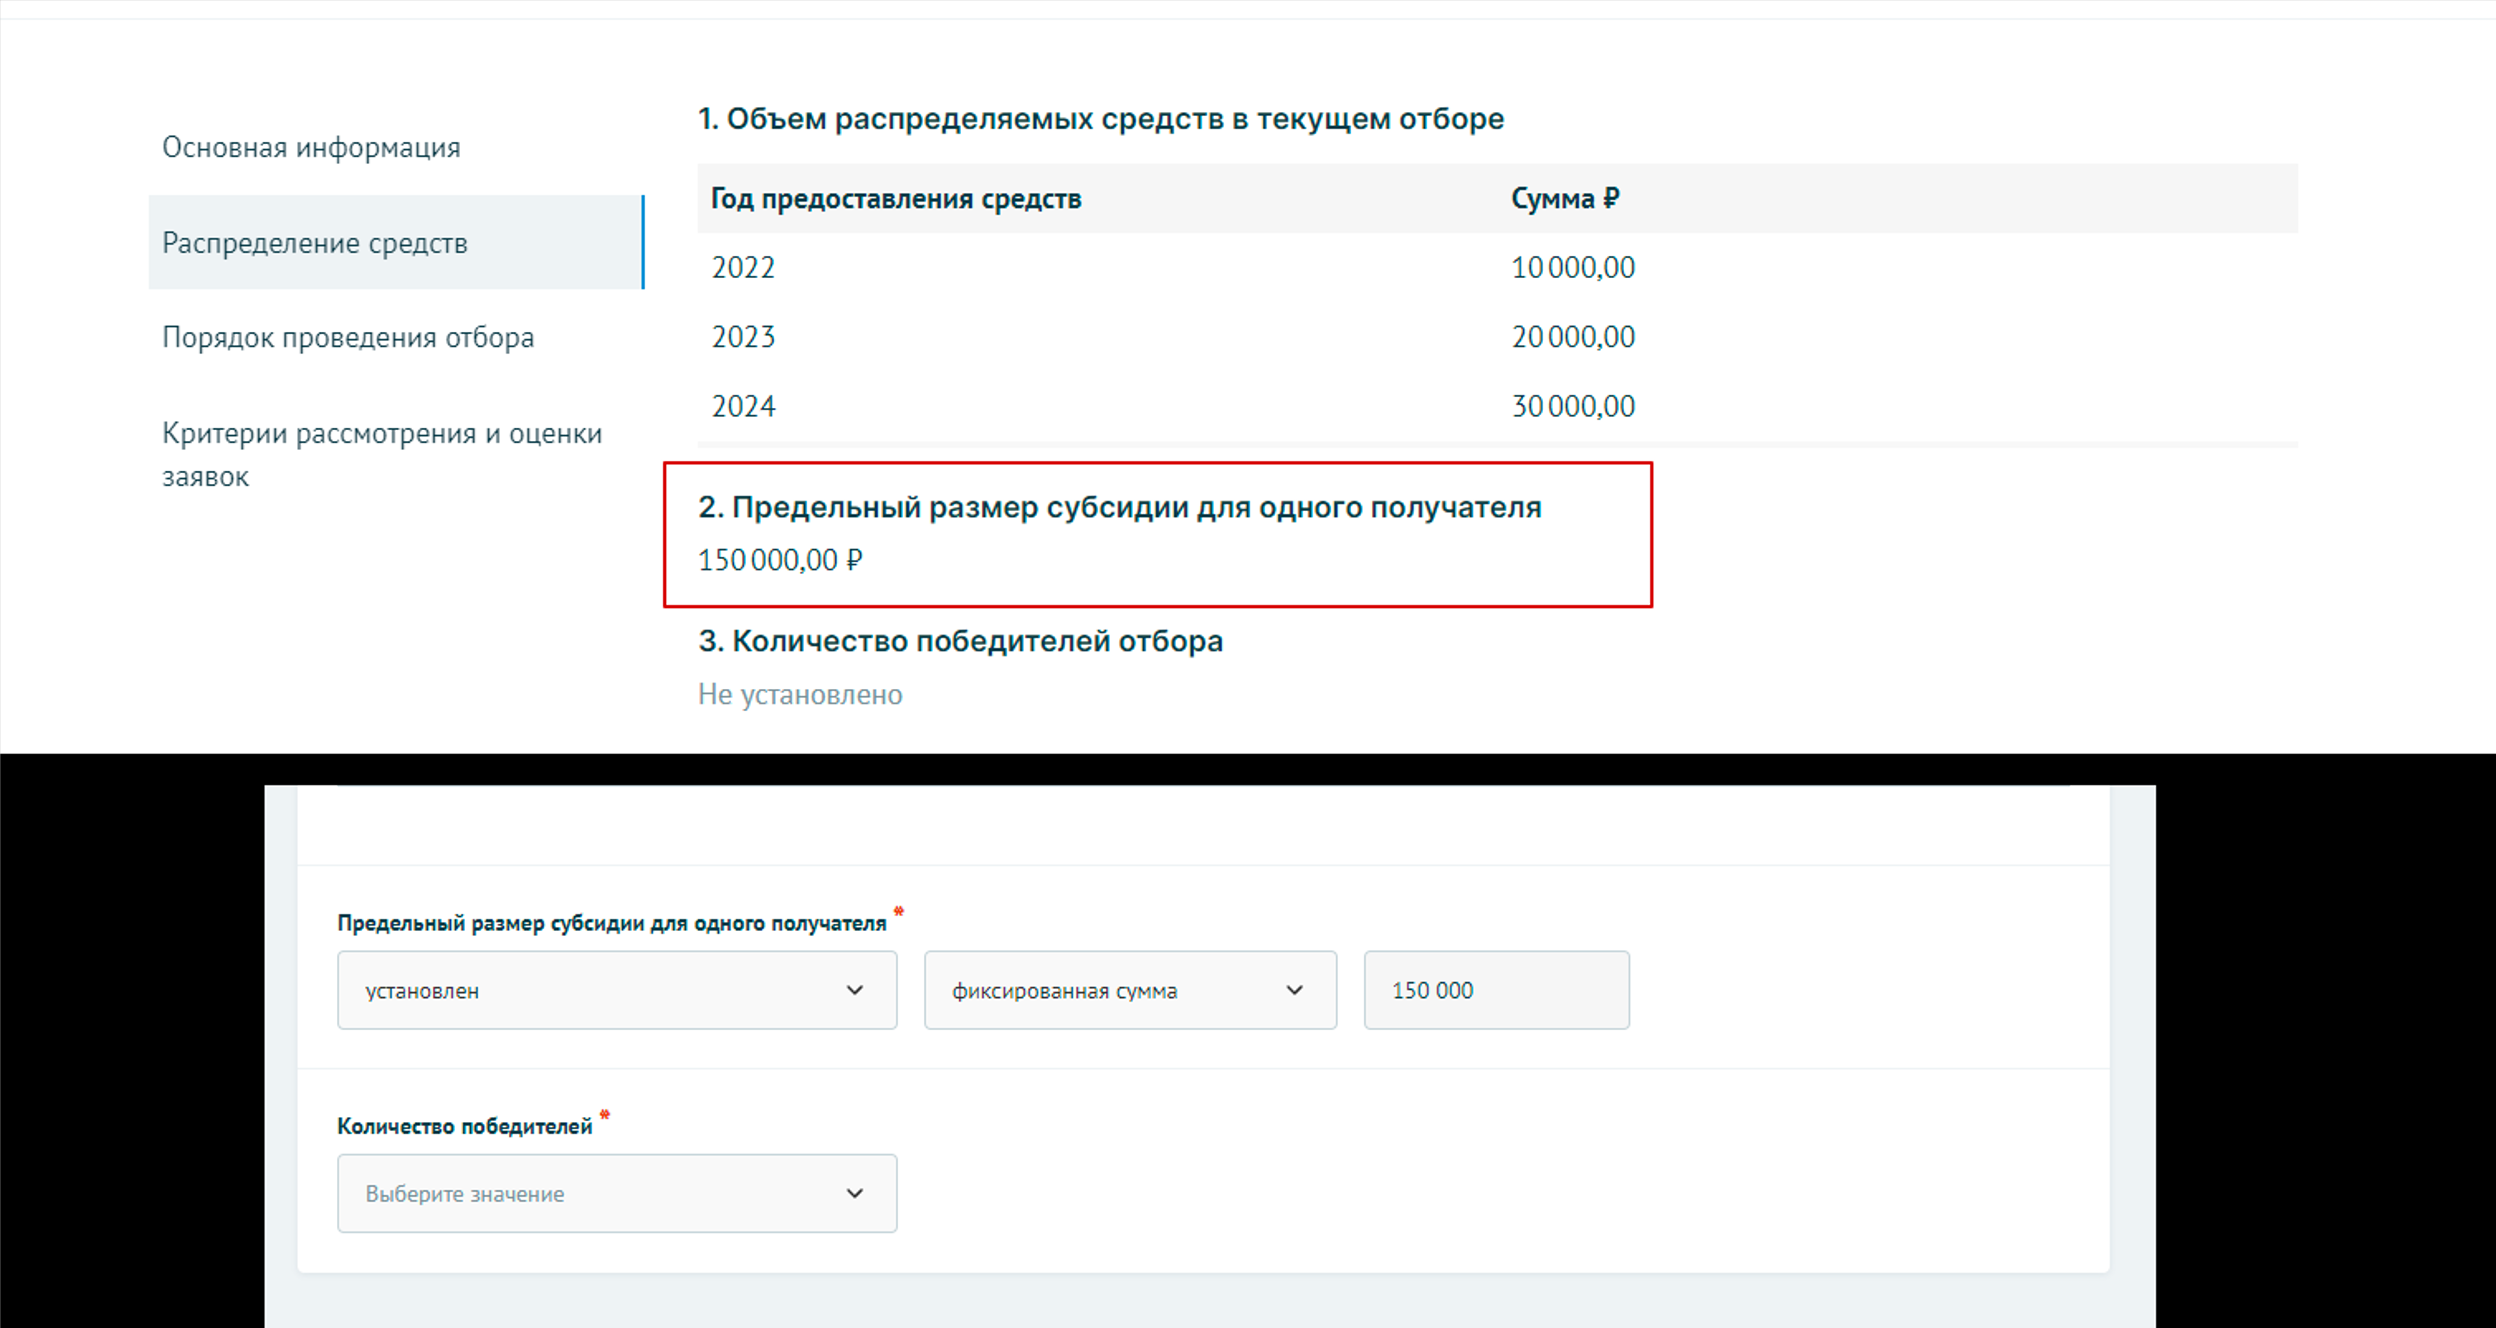 Основная информация
Распределение средств
Порядок проведения отбора
Критерии рассмотрения и оценки
заявок
1. Объем распределяемых средств в текущем отборе
Год предоставления средств Сумма ₽
2022 10 000,00
2023 20 000,00
2024 30 000,00
2. Предельный размер субсидии для одного получателя
150 000,00 ₽
3. Количество победителей отбора
Не установлено
Предельный размер субсидии для одного получателя *
установлен фиксированная сумма 150 000
Количество победителей *
Выберите значение